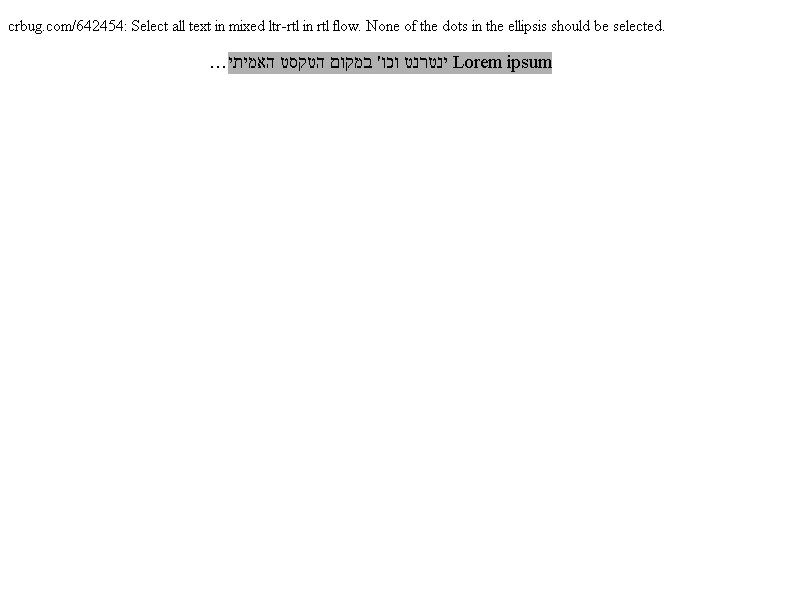 crbug.com/642454: Select all text in mixed ltr-rtl in rtl flow. None of the dots in the ellipsis should be selected.
Lorem ipsum ינטרנט וכו' במקום הטקסט האמיתי…